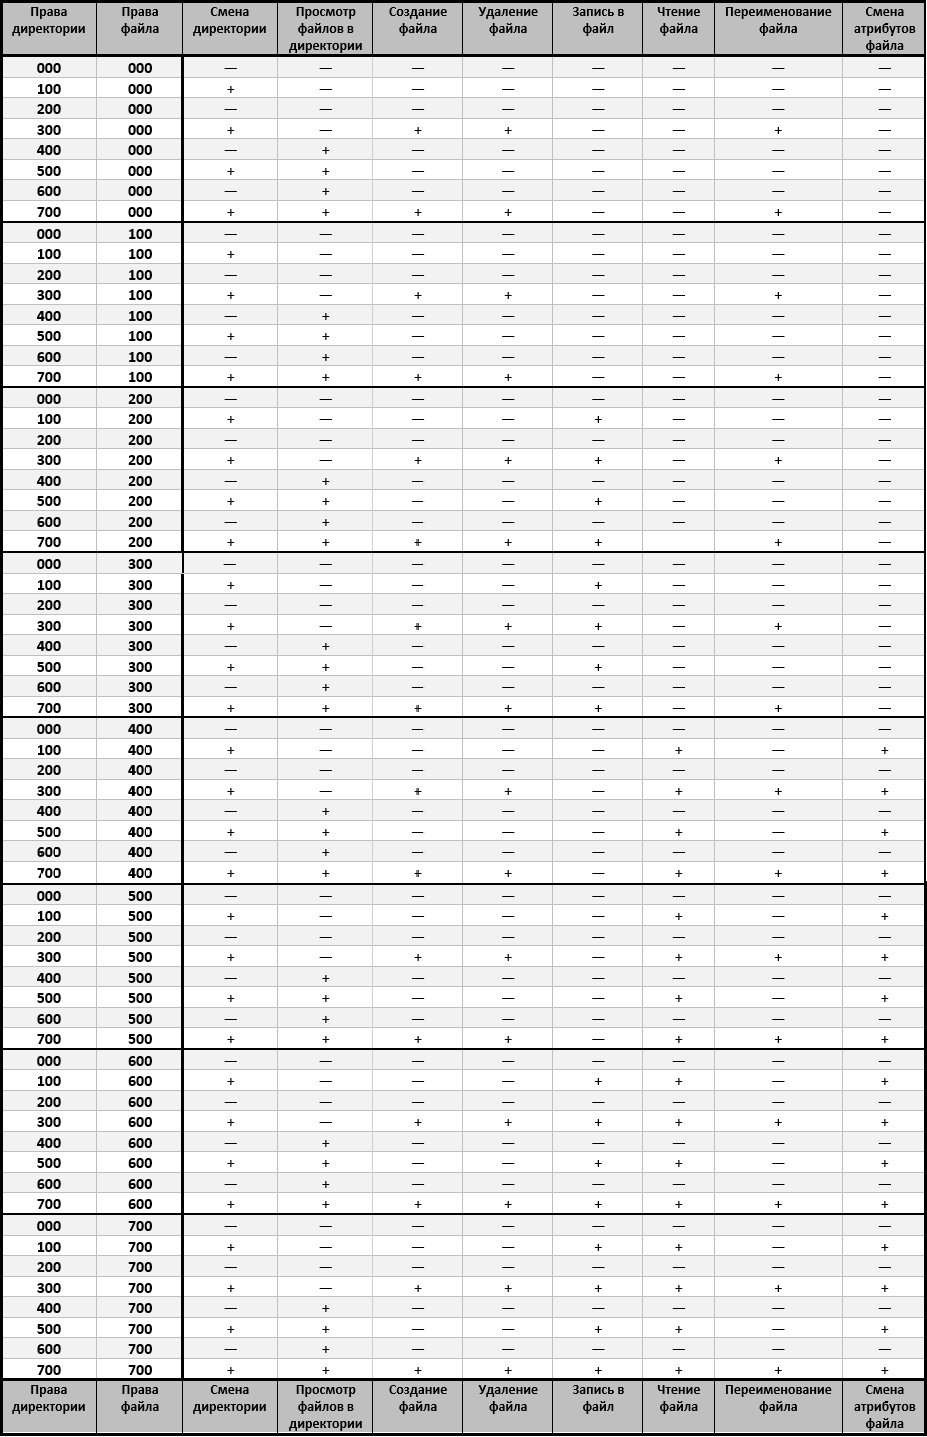 Права директории Права файла Смена директории Просмотр файлов в директории Создание файла Удаление файла Запись в файл Чтение файла Переименование файла Смена атрибутов файла
000 000 — — — — — — — —
100 000 + — — — — — — —
200 000 — — — — — — — —
300 000 + — + + — — + —
400 000 — + — — — — — —
500 000 + + — — — — — —
600 000 — + — — — — — —
700 000 + + + + — — + —
000 100 — — — — — — — —
100 100 + — — — — — — —
200 100 — — — — — — — —
300 100 + — + + — — + —
400 100 — + — — — — — —
500 100 + + — — — — — —
600 100 — + — — — — — —
700 100 + + + + — — + —
000 200 — — — — — — — —
100 200 + — — — + — — —
200 200 — — — — — — — —
300 200 + — + + + — + —
400 200 — + — — — — — —
500 200 + + — — + — — —
600 200 — + — — — — — —
700 200 + + + + + + —
000 300 — — — — — — — —
100 300 + — — — + — — —
200 300 — — — — — — — —
300 300 + — + + + — + —
400 300 — + — — — — — —
500 300 + + — — + — — —
600 300 — + — — — — — —
700 300 + + + + + — + —
000 400 — — — — — — — —
100 400 + — — — — + — +
200 400 — — — — — — — —
300 400 + — + + — + + +
400 400 — + — — — — — —
500 400 + + — — — + — +
600 400 — + — — — — — —
700 400 + + + + — + + +
000 500 — — — — — — — —
100 500 + — — — — + — +
200 500 — — — — — — — —
300 500 + — + + — + + +
400 500 — + — — — — — —
500 500 + + — — — + — +
600 500 — + — — — — — —
700 500 + + + + — + + +
000 600 — — — — — — — —
100 600 + — — — + + — +
200 600 — — — — — — — —
300 600 + — + + + + + +
400 600 — + — — — — — —
500 600 + + — — + + — +
600 600 — + — — — — — —
700 600 + + + + + + + +
000 700 — — — — — — — —
100 700 + — — — + + — +
200 700 — — — — — — — —
300 700 + — + + + + + +
400 700 — + — — — — — —
500 700 + + — — + + — +
600 700 — + — — — — — —
700 700 + + + + + + + +
Права директории Права файла Смена директории Просмотр файлов в директории Создание файла Удаление файла Запись в файл Чтение файла Переименование файла Смена атрибутов файла